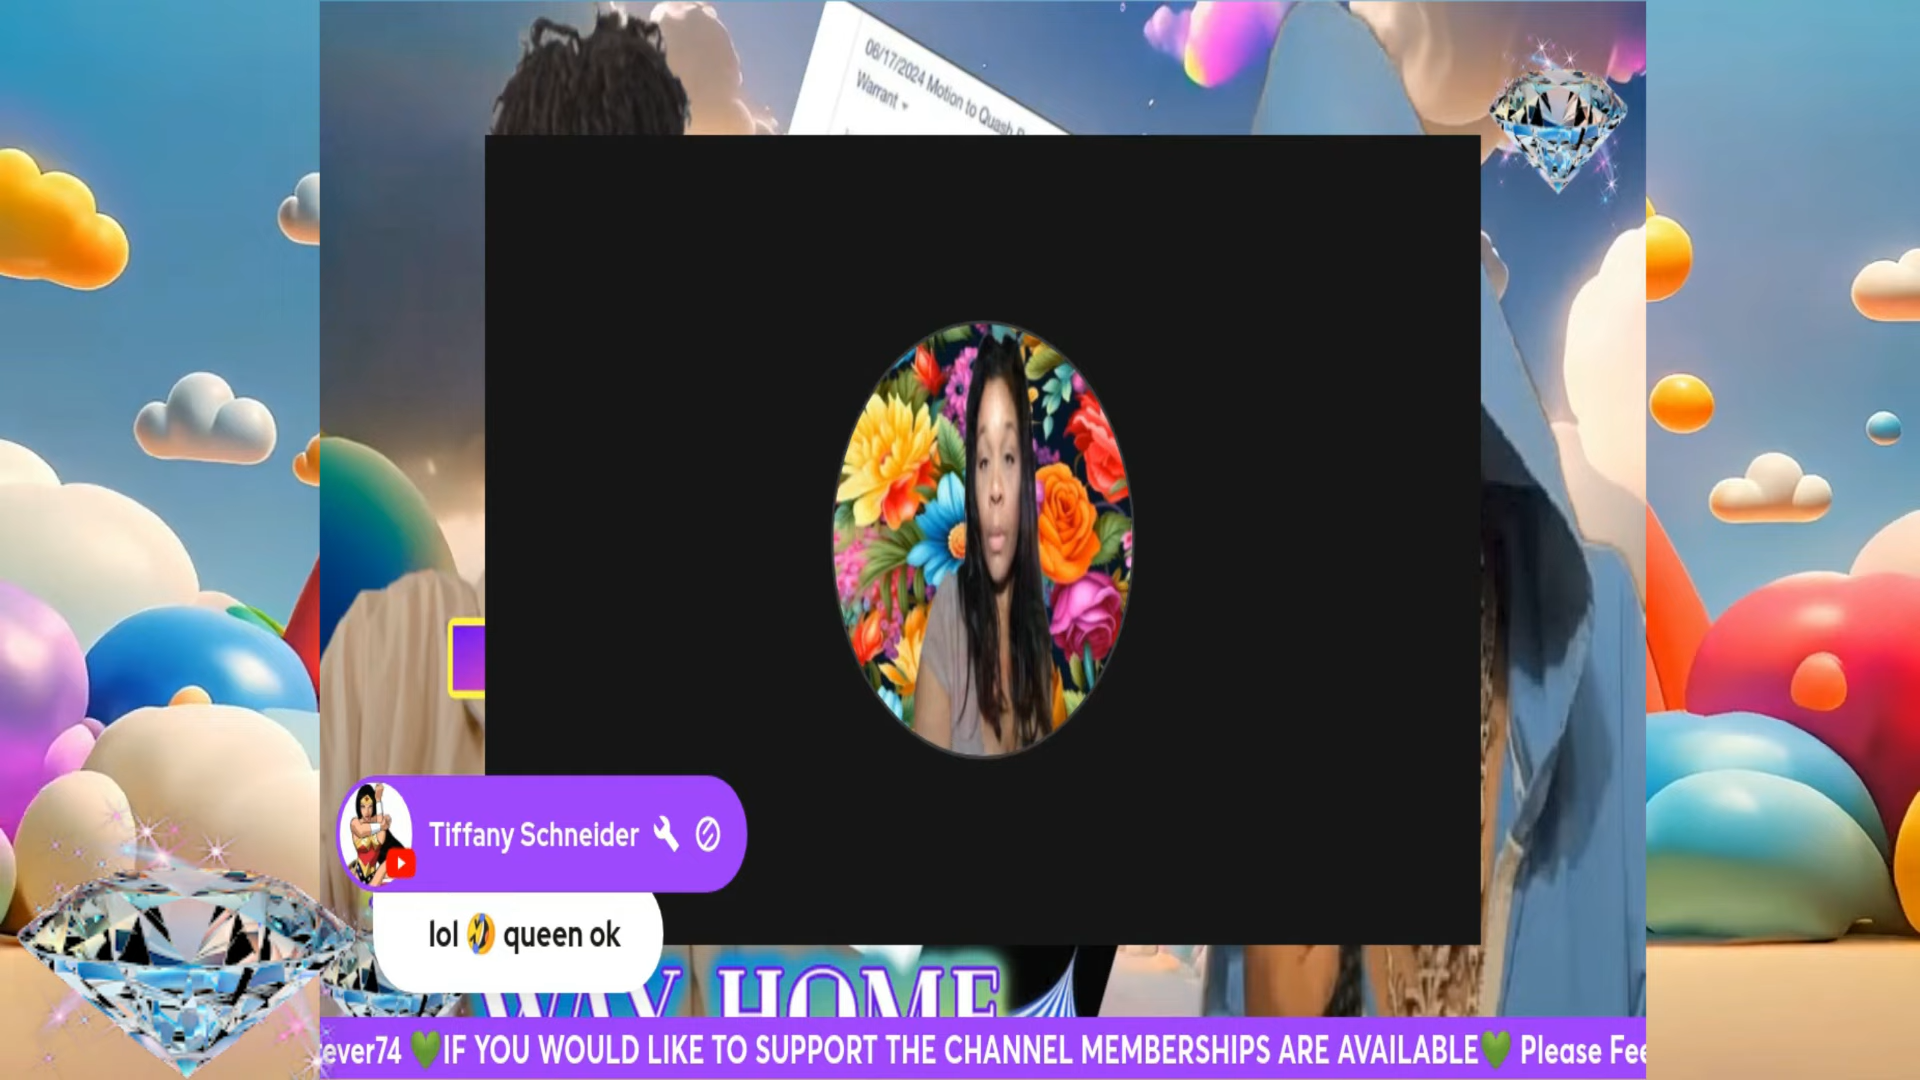 06/17/2024 Motion to Quash
Warrant
Tiffany Schneider
lol 🤣 queen ok
WAY HOME
ever74 💚IF YOU WOULD LIKE TO SUPPORT THE CHANNEL MEMBERSHIPS ARE AVAILABLE💚 Please Fee